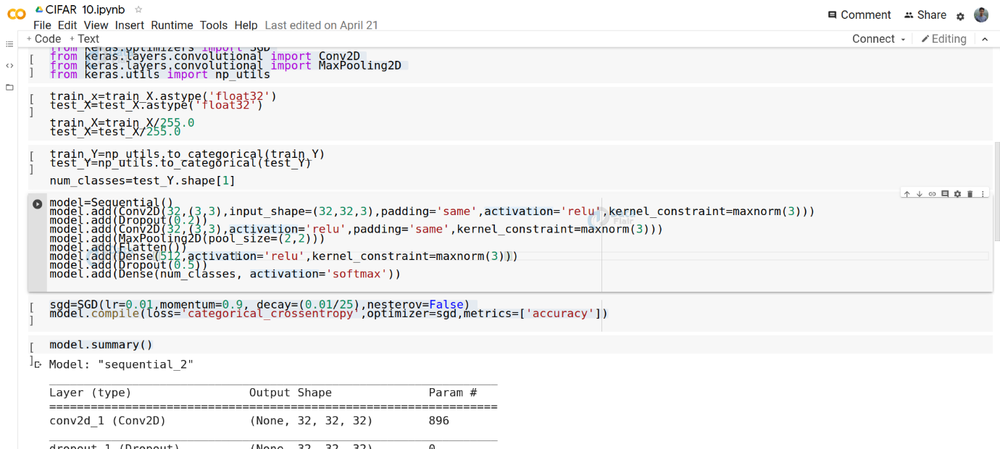 CIFAR 10.ipynb
File Edit View Insert Runtime Tools Help Last edited on April 21
Comment Share
+ Code + Text
Connect Editing
from keras.optimizers import SGD
from keras.layers.convolutional import Conv2D
from keras.layers.convolutional import MaxPooling2D
from keras.utils import np_utils
train_x=train_X.astype('float32')
test_X=test_X.astype('float32')
train_X=train_X/255.0
test_X=test_X/255.0
train_Y=np_utils.to_categorical(train_Y)
test_Y=np_utils.to_categorical(test_Y)
num_classes=test_Y.shape[1]
model=Sequential()
model.add(Conv2D(32,(3,3),input_shape=(32,32,3),padding='same',activation='relu',kernel_constraint=maxnorm(3)))
model.add(Dropout(0.2))
model.add(Conv2D(32,(3,3),activation='relu',padding='same',kernel_constraint=maxnorm(3)))
model.add(MaxPooling2D(pool_size=(2,2)))
model.add(Flatten())
model.add(Dense(512,activation='relu',kernel_constraint=maxnorm(3)))
model.add(Dropout(0.5))
model.add(Dense(num_classes, activation='softmax'))
sgd=SGD(lr=0.01,momentum=0.9, decay=(0.01/25),nesterov=False)
model.compile(loss='categorical_crossentropy',optimizer=sgd,metrics=['accuracy'])
model.summary()
Model: "sequential_2"
Layer (type) Output Shape Param #
conv2d_1 (Conv2D) (None, 32, 32, 32) 896
dropout_1 (Dropout) (None, 32, 32, 32) 0